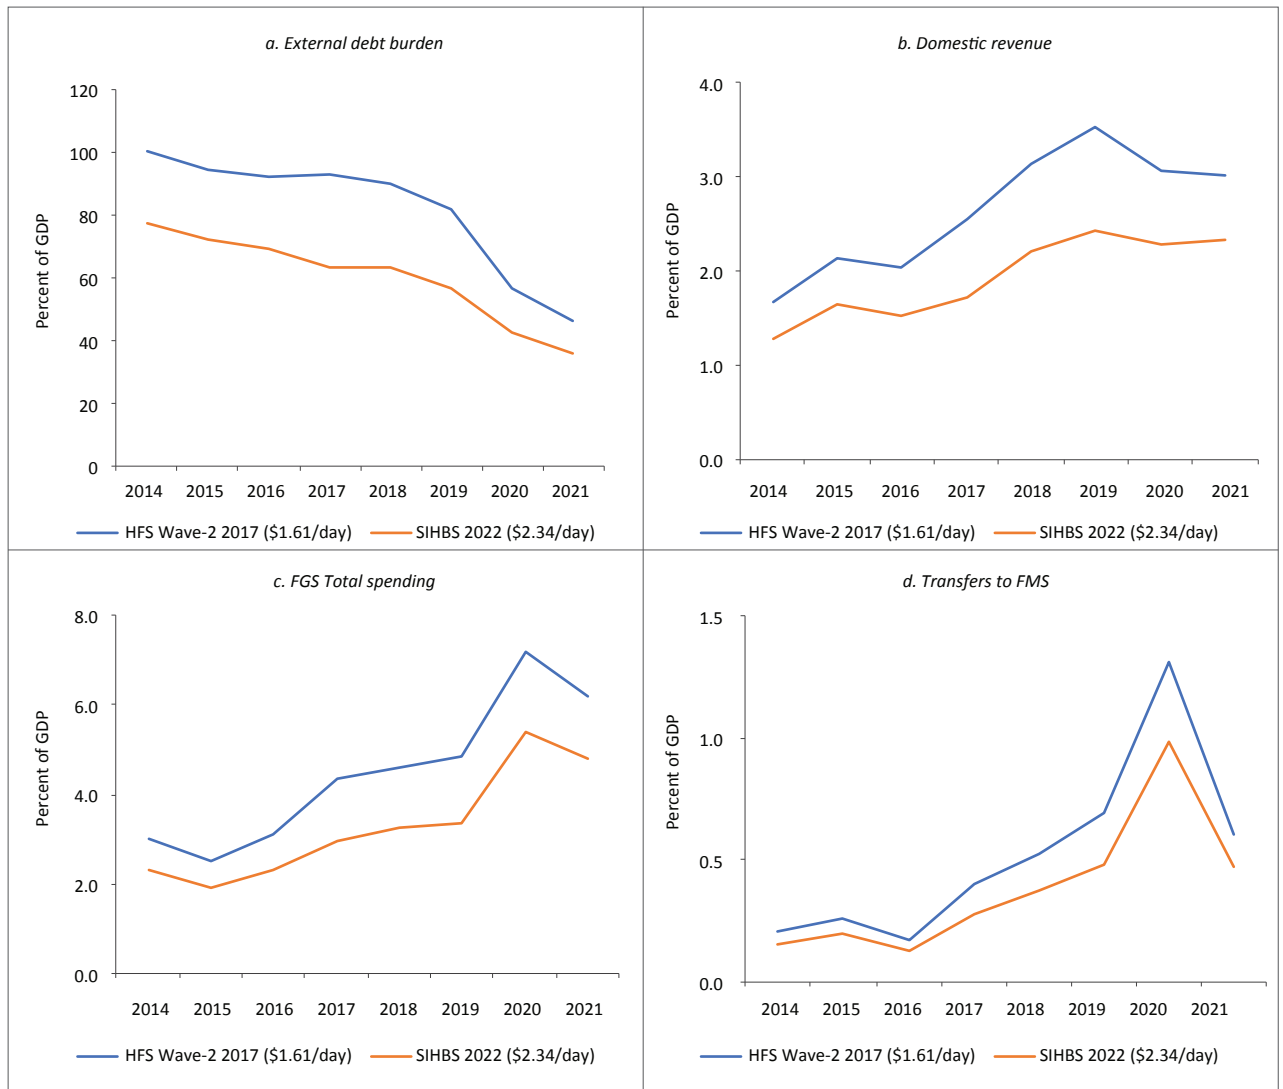 a. External debt burden
120
100
80
60
40
20
0
Percent of GDP
2014 2015 2016 2017 2018 2019 2020 2021
HFS Wave-2 2017 ($1.61/day) SIHBS 2022 ($2.34/day)
b. Domestic revenue
4.0
3.0
2.0
1.0
0.0
Percent of GDP
2014 2015 2016 2017 2018 2019 2020 2021
HFS Wave-2 2017 ($1.61/day) SIHBS 2022 ($2.34/day)
c. FGS Total spending
8.0
6.0
4.0
2.0
0.0
Percent of GDP
2014 2015 2016 2017 2018 2019 2020 2021
HFS Wave-2 2017 ($1.61/day) SIHBS 2022 ($2.34/day)
d. Transfers to FMS
1.5
1.0
0.5
0.0
Percent of GDP
2014 2015 2016 2017 2018 2019 2020 2021
HFS Wave-2 2017 ($1.61/day) SIHBS 2022 ($2.34/day)